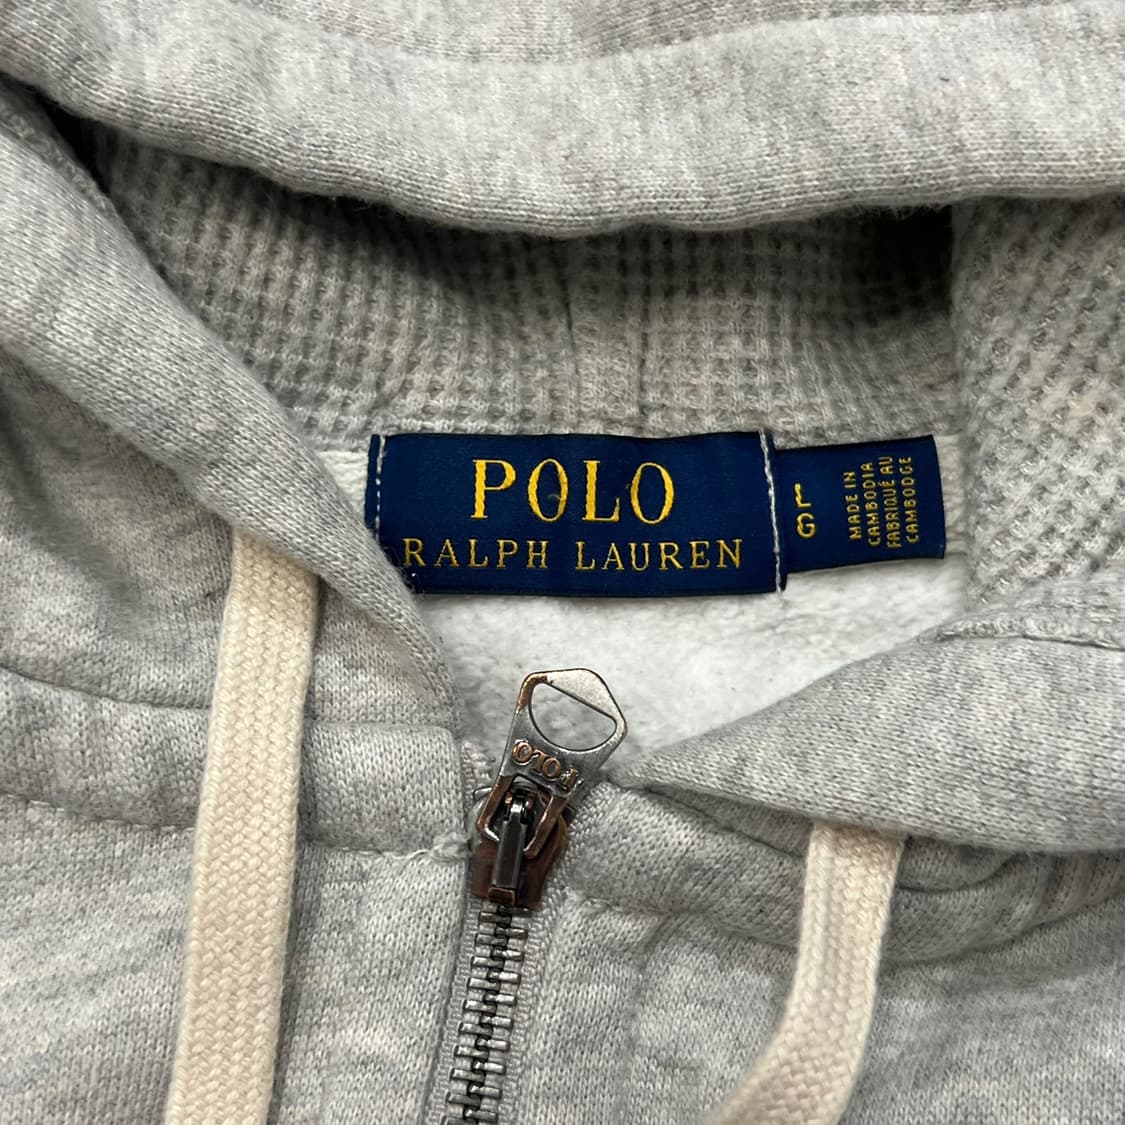 POLO
RALPH LAUREN
L
G
MADE IN
CAMBODIA
FABRIQUÉ AU
CAMBODGE
POLO